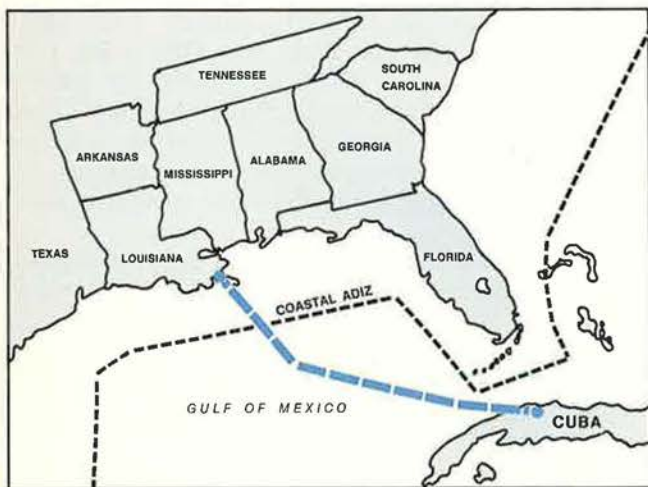 TENNESSEE
SOUTH
CAROLINA
ARKANSAS
MISSISSIPPI
ALABAMA
GEORGIA
TEXAS
LOUISIANA
FLORIDA
COASTAL ADIZ
GULF OF MEXICO
CUBA